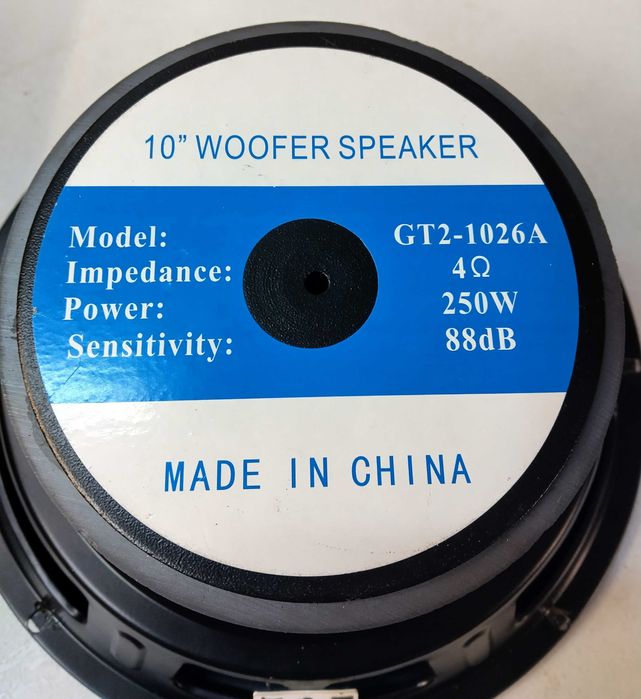 10” WOOFER SPEAKER
Model: GT2-1026A
Impedance: 4Ω
Power: 250W
Sensitivity: 88dB
MADE IN CHINA